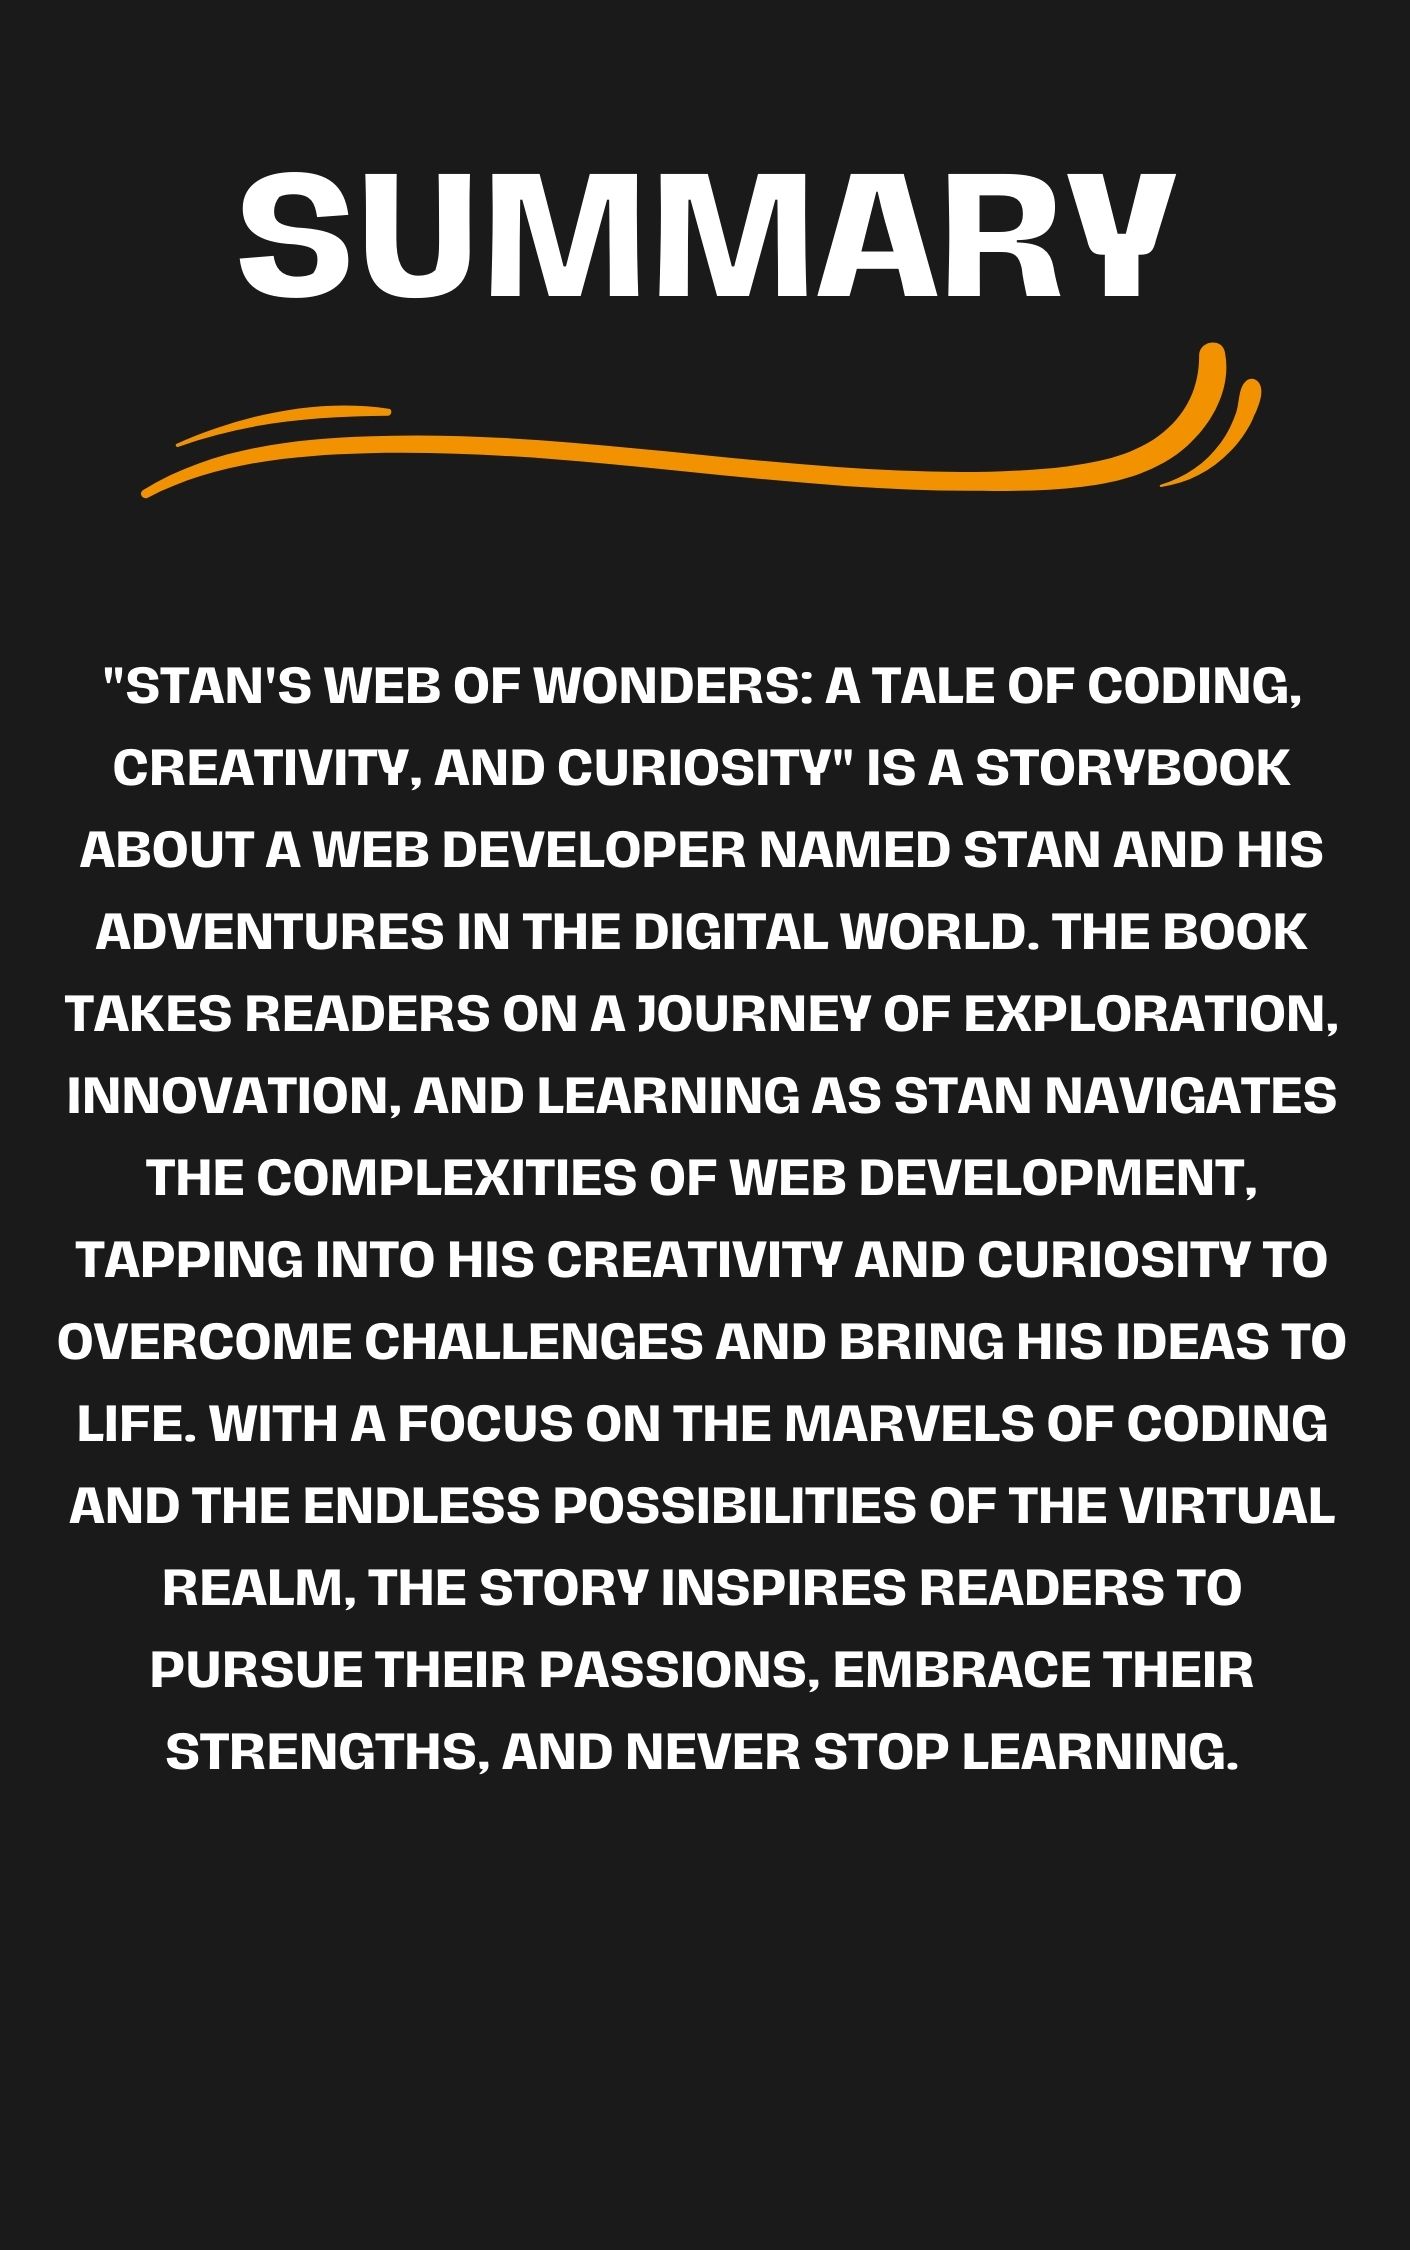 SUMMARY
"STAN'S WEB OF WONDERS: A TALE OF CODING,
CREATIVITY, AND CURIOSITY" IS A STORYBOOK
ABOUT A WEB DEVELOPER NAMED STAN AND HIS
ADVENTURES IN THE DIGITAL WORLD. THE BOOK
TAKES READERS ON A JOURNEY OF EXPLORATION,
INNOVATION, AND LEARNING AS STAN NAVIGATES
THE COMPLEXITIES OF WEB DEVELOPMENT,
TAPPING INTO HIS CREATIVITY AND CURIOSITY TO
OVERCOME CHALLENGES AND BRING HIS IDEAS TO
LIFE. WITH A FOCUS ON THE MARVELS OF CODING
AND THE ENDLESS POSSIBILITIES OF THE VIRTUAL
REALM, THE STORY INSPIRES READERS TO
PURSUE THEIR PASSIONS, EMBRACE THEIR
STRENGTHS, AND NEVER STOP LEARNING.